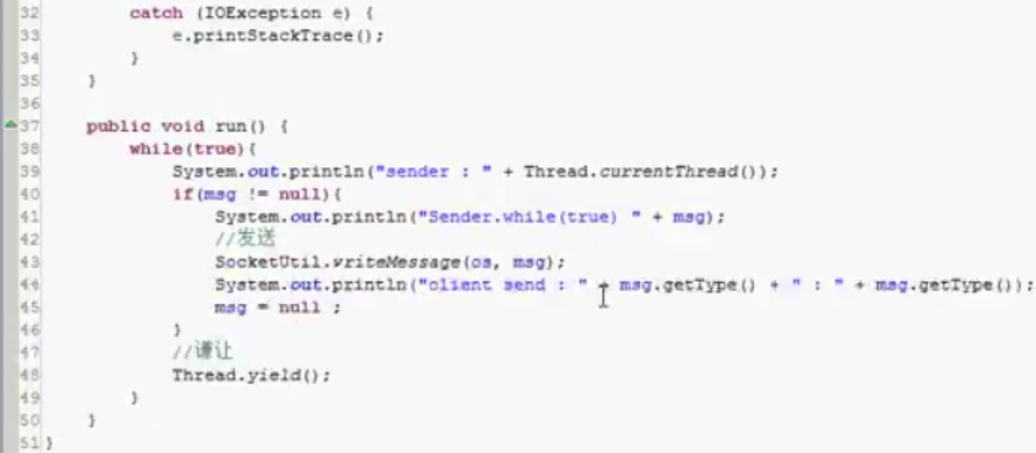 32 catch (IOException e) {
33 e.printStackTrace();
34 }
35 }
36
37 public void run() {
38 while(true){
39 System.out.println("sender : " + Thread.currentThread());
40 if(msg != null){
41 System.out.println("Sender.while(true) " + msg);
42 //发送
43 SocketUtil.writeMessage(os, msg);
44 System.out.println("client send : " + msg.getType() + " : " + msg.getType());
45 msg = null ;
46 }
47 //谦让
48 Thread.yield();
49 }
50 }
51 }